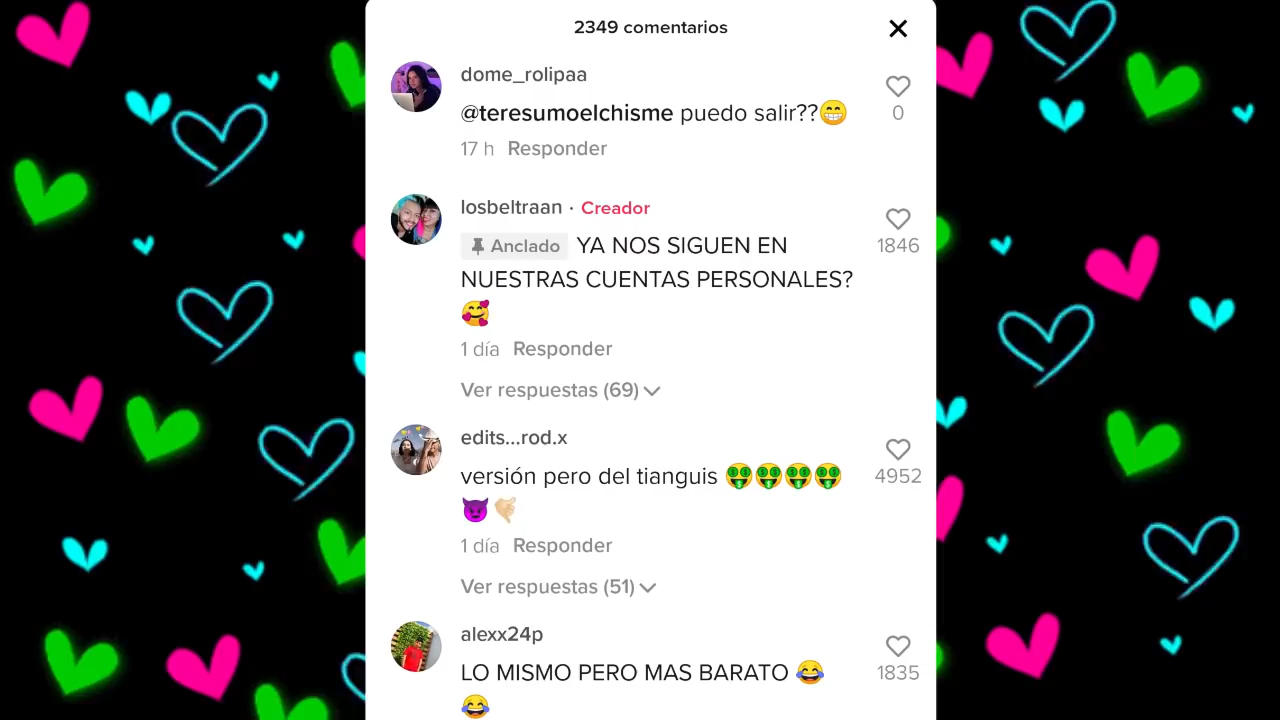 2349 comentarios
dome_rolipaa
@teresumoelchisme puedo salir??😁
0
17 h Responder
losbeltraan · Creador
Anclado YA NOS SIGUEN EN
NUESTRAS CUENTAS PERSONALES?
🥰
1846
1 día Responder
Ver respuestas (69)
edits...rod.x
versión pero del tianguis 🤑🤑🤑🤑
😈🤙🏻
4952
1 día Responder
Ver respuestas (51)
alexx24p
LO MISMO PERO MAS BARATO 😂
😂
1835